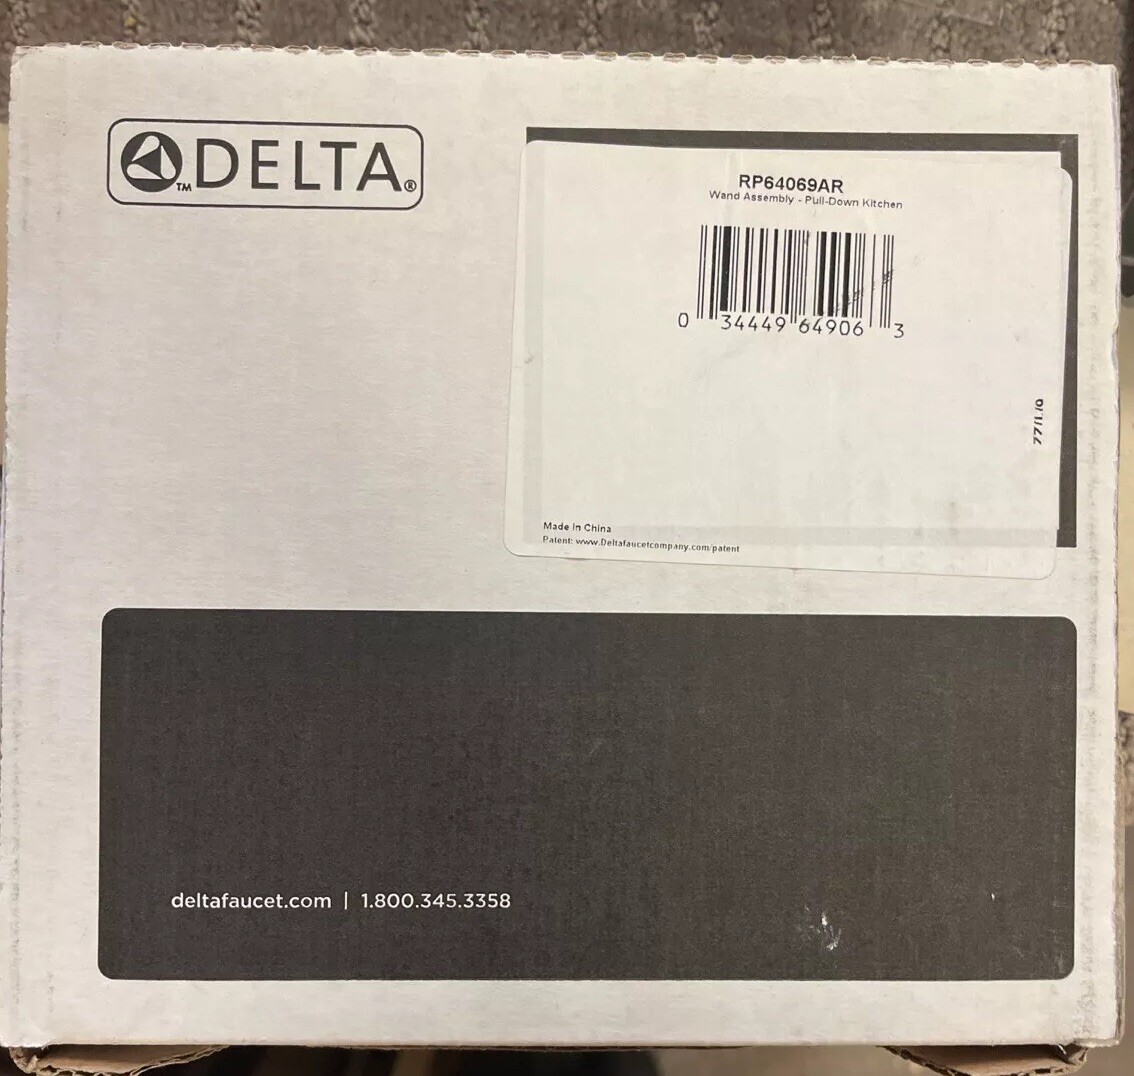 ™DELTA®
RP64069AR
Wand Assembly - Pull-Down Kitchen
0 34449 64906 3
Made In China
Patent: www.Deltafaucetcompany.com/patent
deltafaucet.com | 1.800.345.3358